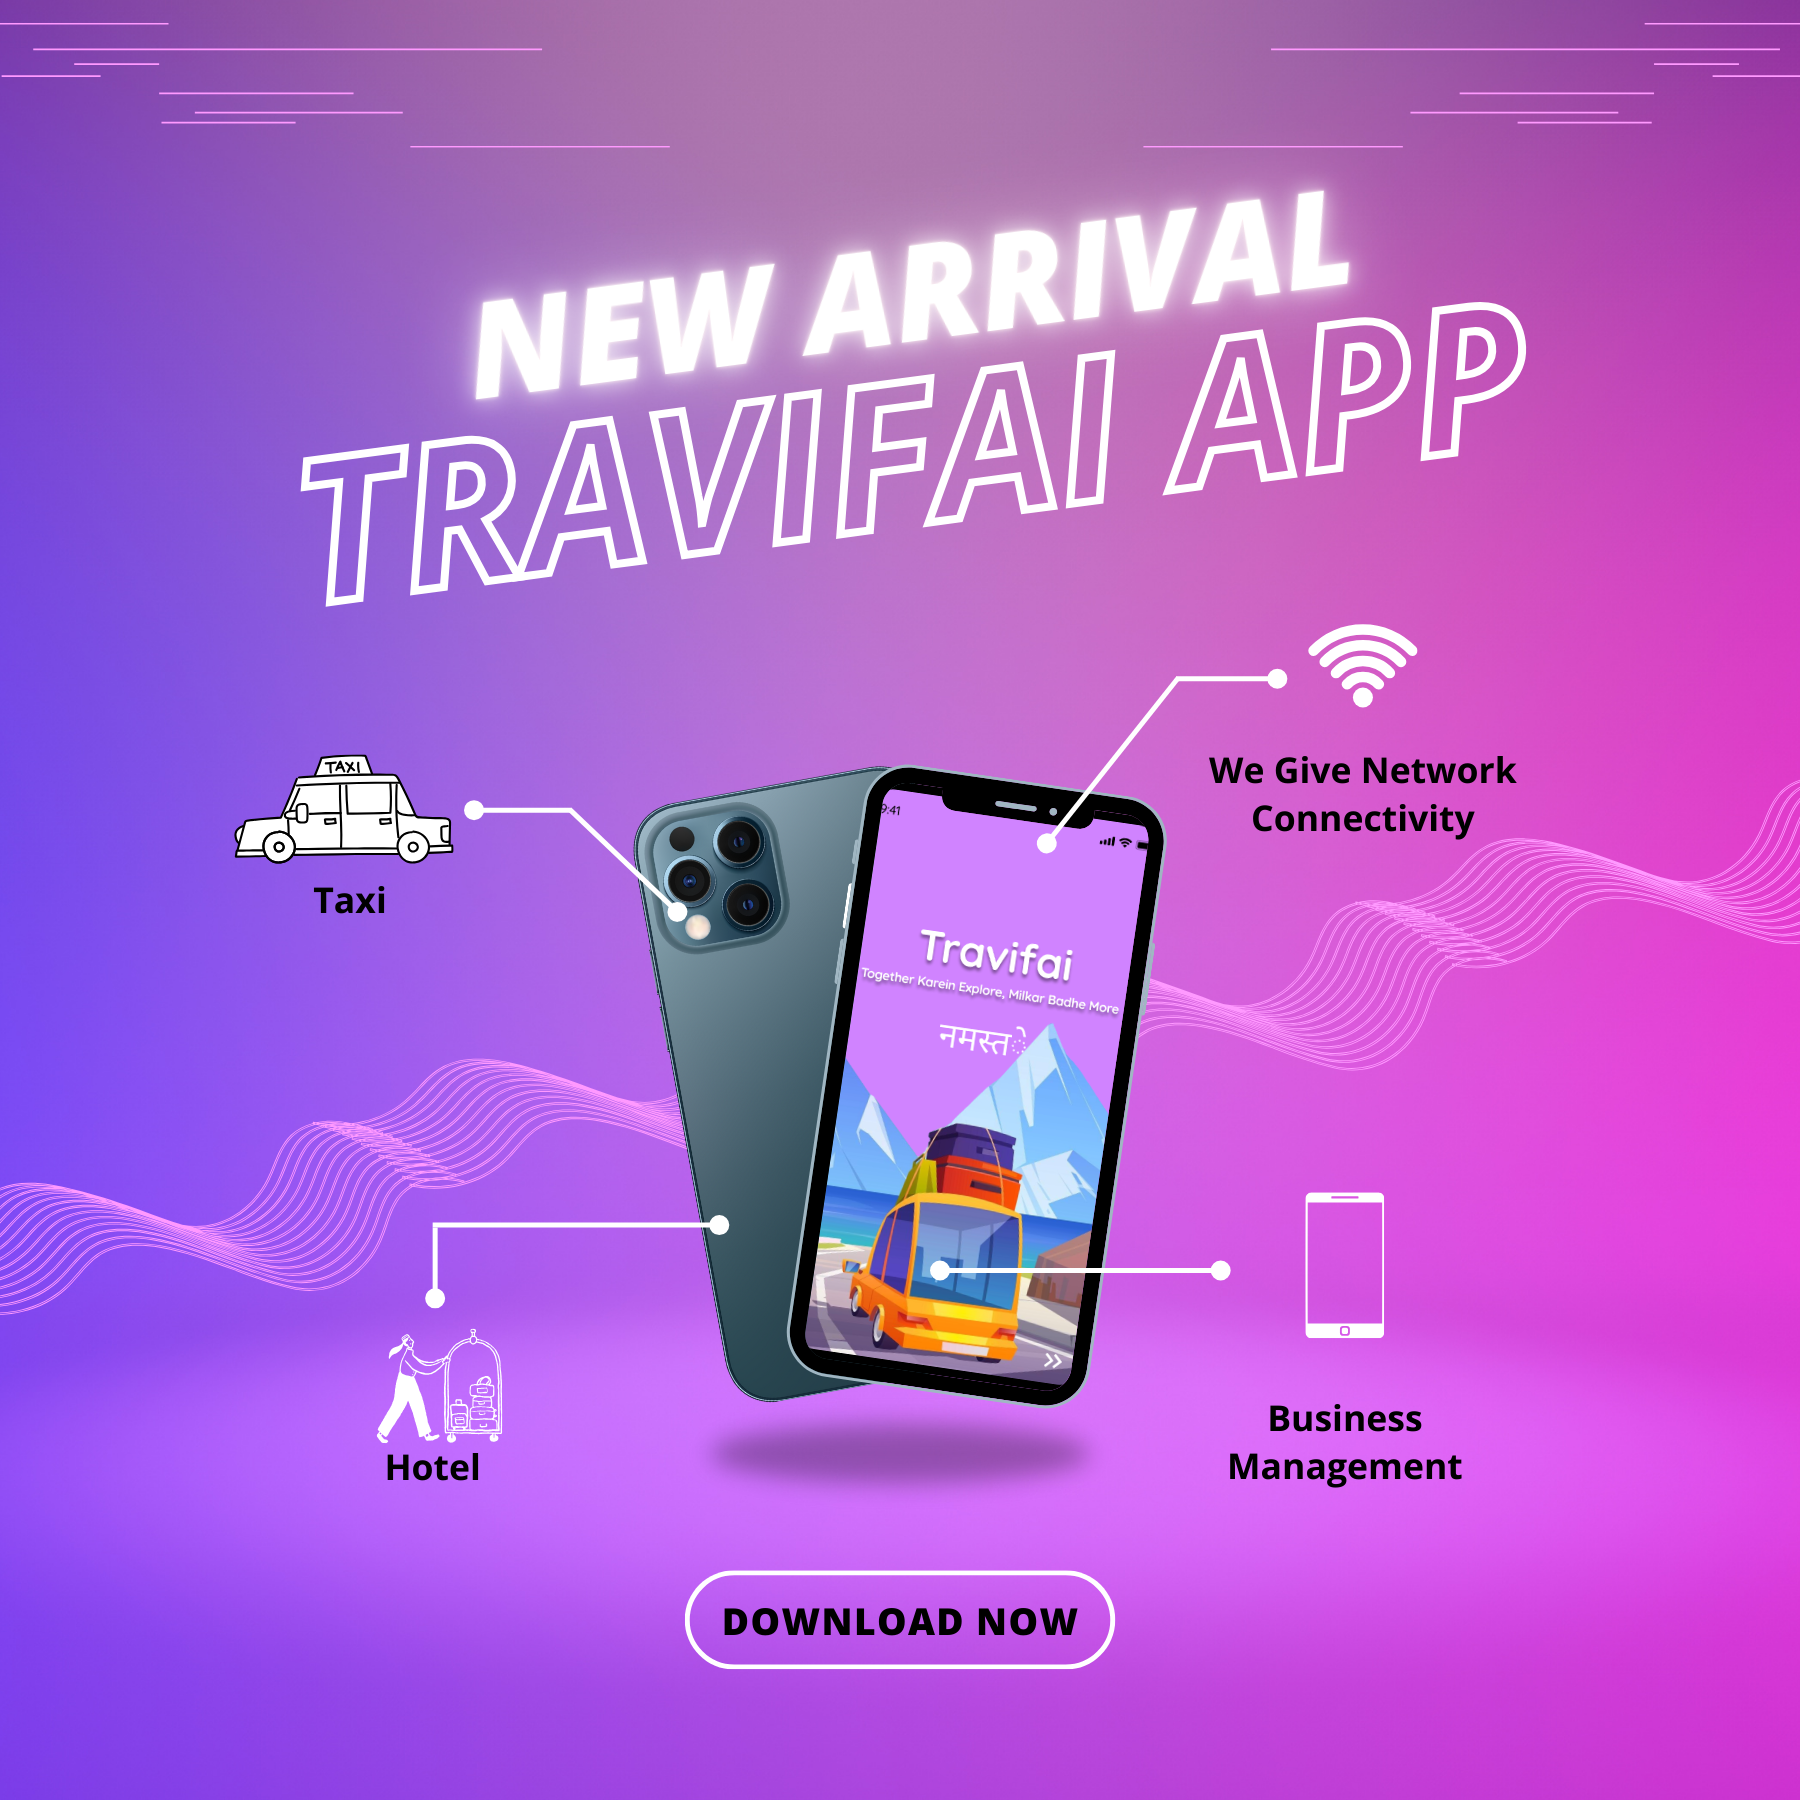 NEW ARRIVAL
TRAVIFAI APP
We Give Network
Connectivity
TAXI
Taxi
9:41
Travifai
Together Karein Explore, Milkar Badhe More
नमस्ते
Hotel
Business
Management
DOWNLOAD NOW